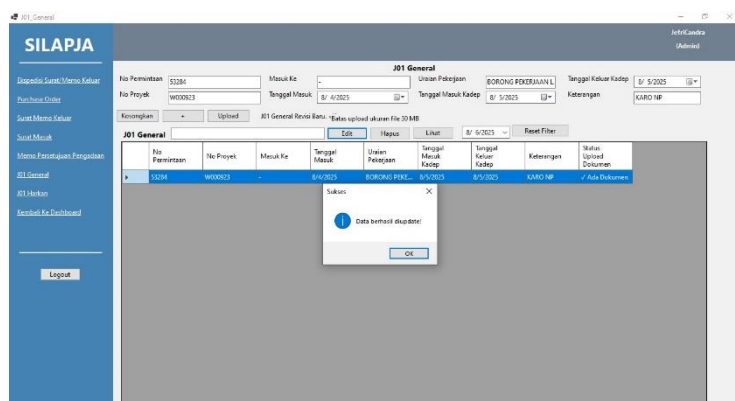 J01_General
SILAPJA
JefriCandra
(Admin)
Ekspedisi Surat/Memo Keluar
Purchase Order
Surat Memo Keluar
Surat Masuk
Memo Persetujuan Pengadaan
J01 General
J01 Harkan
Kembali Ke Dashboard
Logout
J01 General
No Permintaan 53284 Masuk Ke - Uraian Pekerjaan BORONG PEKERJAAN L Tanggal Keluar Kadep 8/ 5/2025
No Proyek W000923 Tanggal Masuk 8/ 4/2025 Tanggal Masuk Kadep 8/ 5/2025 Keterangan KARO NP
Kosongkan + Upload J01 General Revisi Baru. *Batas upload ukuran file 30 MB
J01 General Edit Hapus Lihat 8/ 6/2025 Reset Filter
No Permintaan No Proyek Masuk Ke Tanggal Masuk Uraian Pekerjaan Tanggal Masuk Kadep Tanggal Keluar Kadep Keterangan Status Upload Dokumen
53284 W000923 - 8/4/2025 BORONG PEKE... 8/5/2025 8/5/2025 KARO NP ✓ Ada Dokumen
Sukses
Data berhasil diupdate!
OK